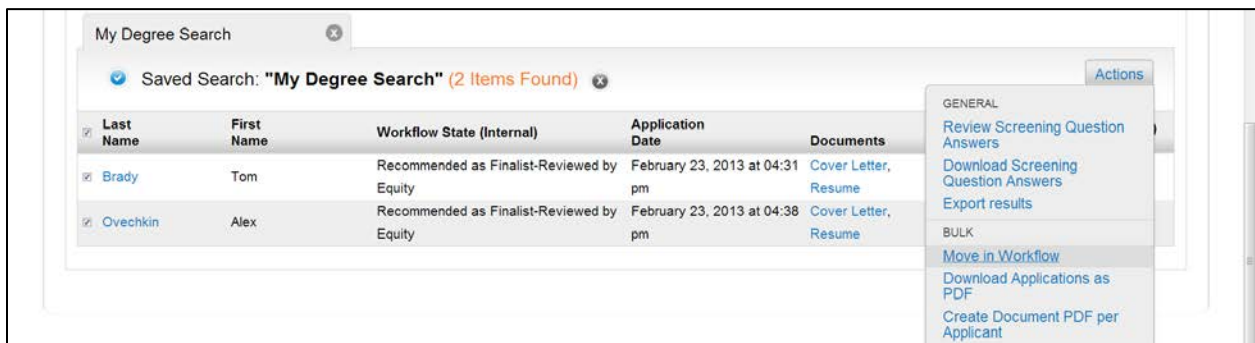 My Degree Search
Saved Search: "My Degree Search" (2 Items Found)
Actions
Last Name First Name Workflow State (Internal) Application Date Documents )
Brady Tom Recommended as Finalist-Reviewed by Equity February 23, 2013 at 04:31 pm Cover Letter, Resume
Ovechkin Alex Recommended as Finalist-Reviewed by Equity February 23, 2013 at 04:38 pm Cover Letter, Resume
GENERAL
Review Screening Question
Answers
Download Screening
Question Answers
Export results
BULK
Move in Workflow
Download Applications as
PDF
Create Document PDF per
Applicant